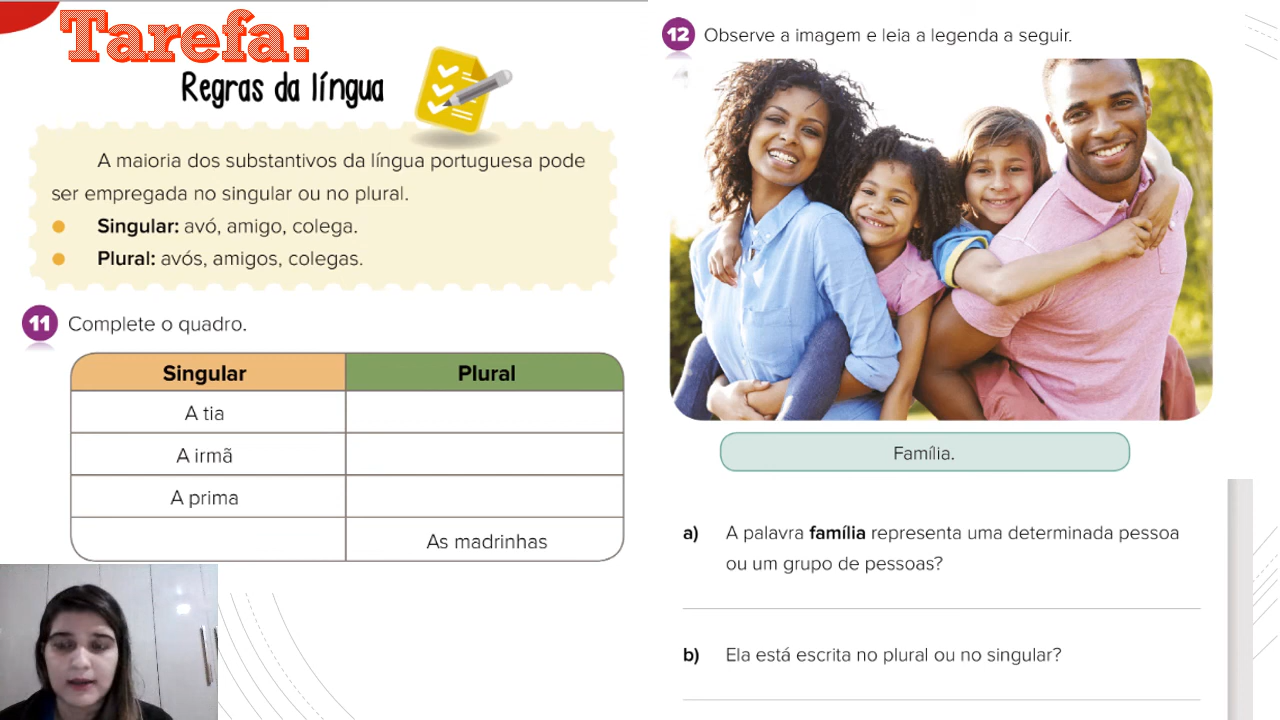 Tarefa:
Regras da língua
A maioria dos substantivos da língua portuguesa pode
ser empregada no singular ou no plural.
Singular: avó, amigo, colega.
Plural: avós, amigos, colegas.
11 Complete o quadro.
Singular Plural
A tia
A irmã
A prima
As madrinhas
12 Observe a imagem e leia a legenda a seguir.
Família.
a) A palavra família representa uma determinada pessoa
ou um grupo de pessoas?
b) Ela está escrita no plural ou no singular?